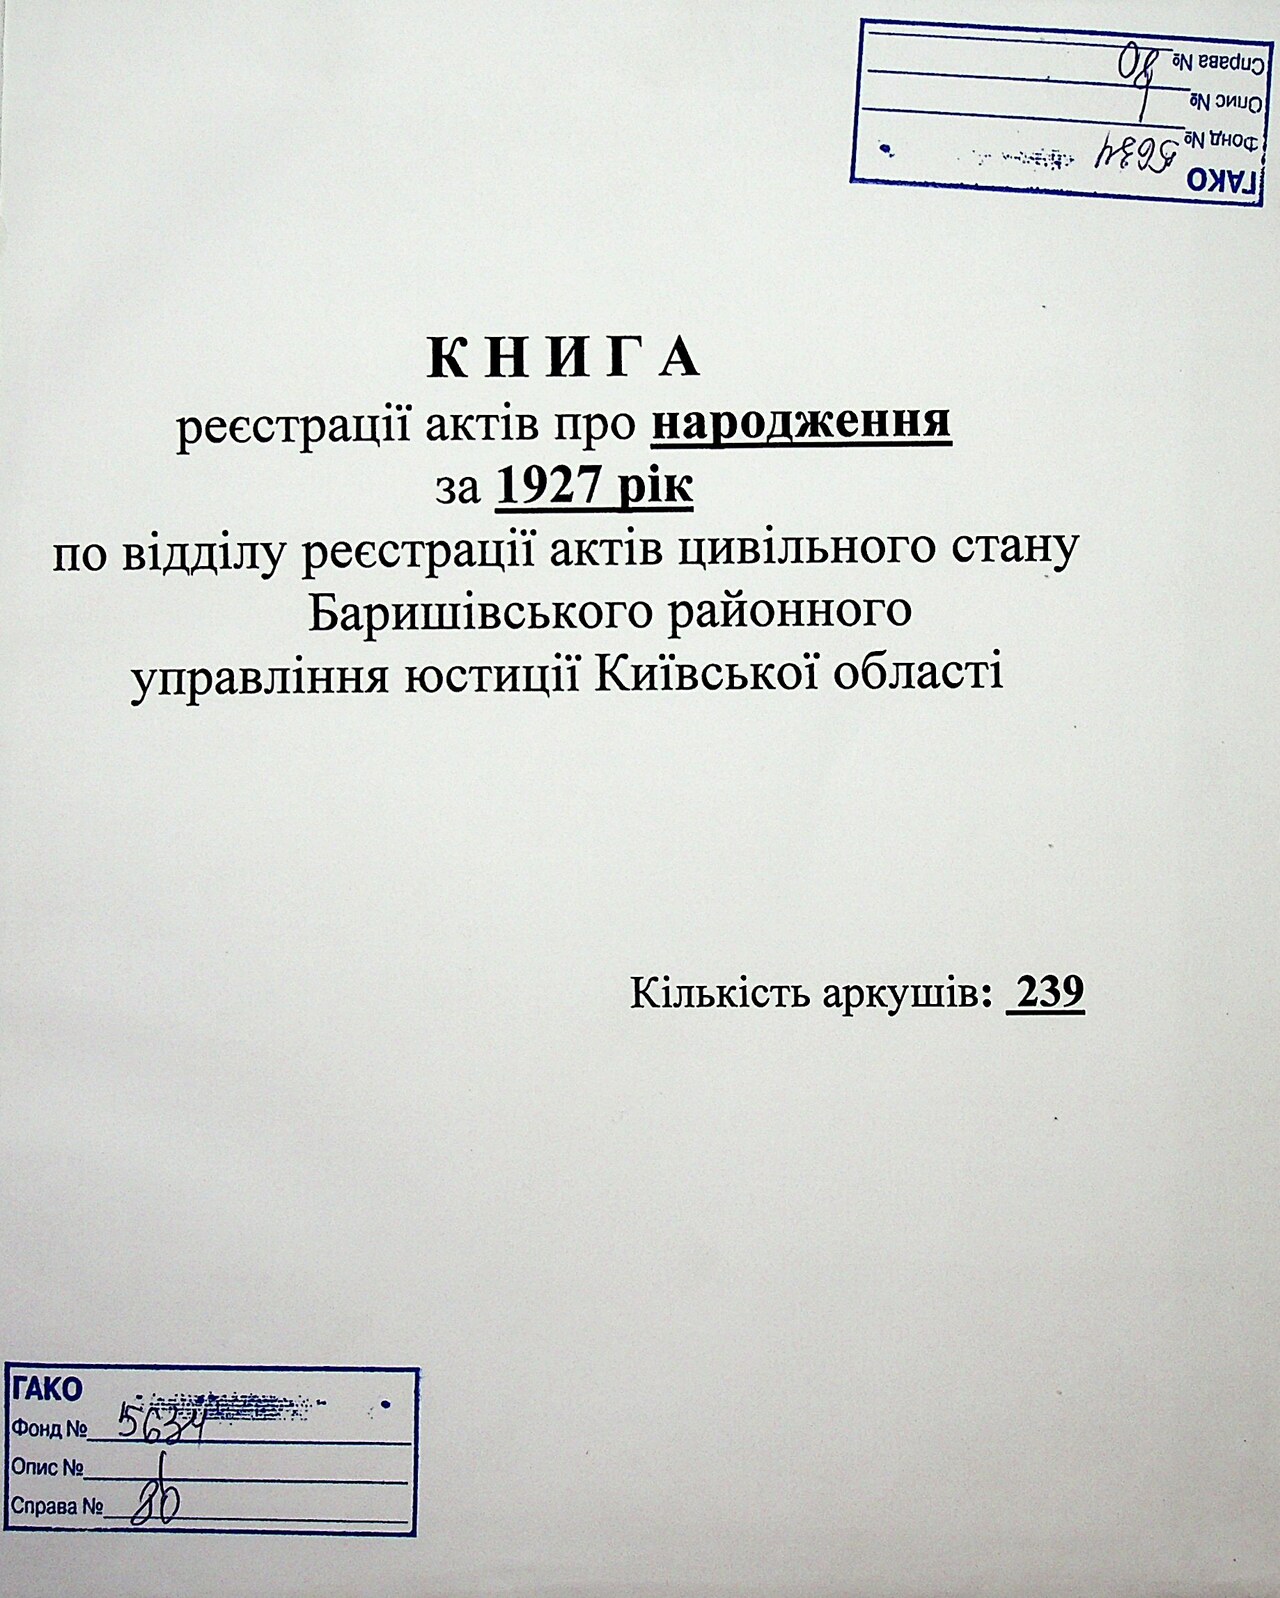 ГАКО
Фонд № 5634
Опис № 1
Справа № 80
К Н И Г А
реєстрації актів про народження
за 1927 рік
по відділу реєстрації актів цивільного стану
Баришівського районного
управління юстиції Київської області
Кількість аркушів: 239
ГАКО
Фонд № 5634
Опис № 1
Справа № 80